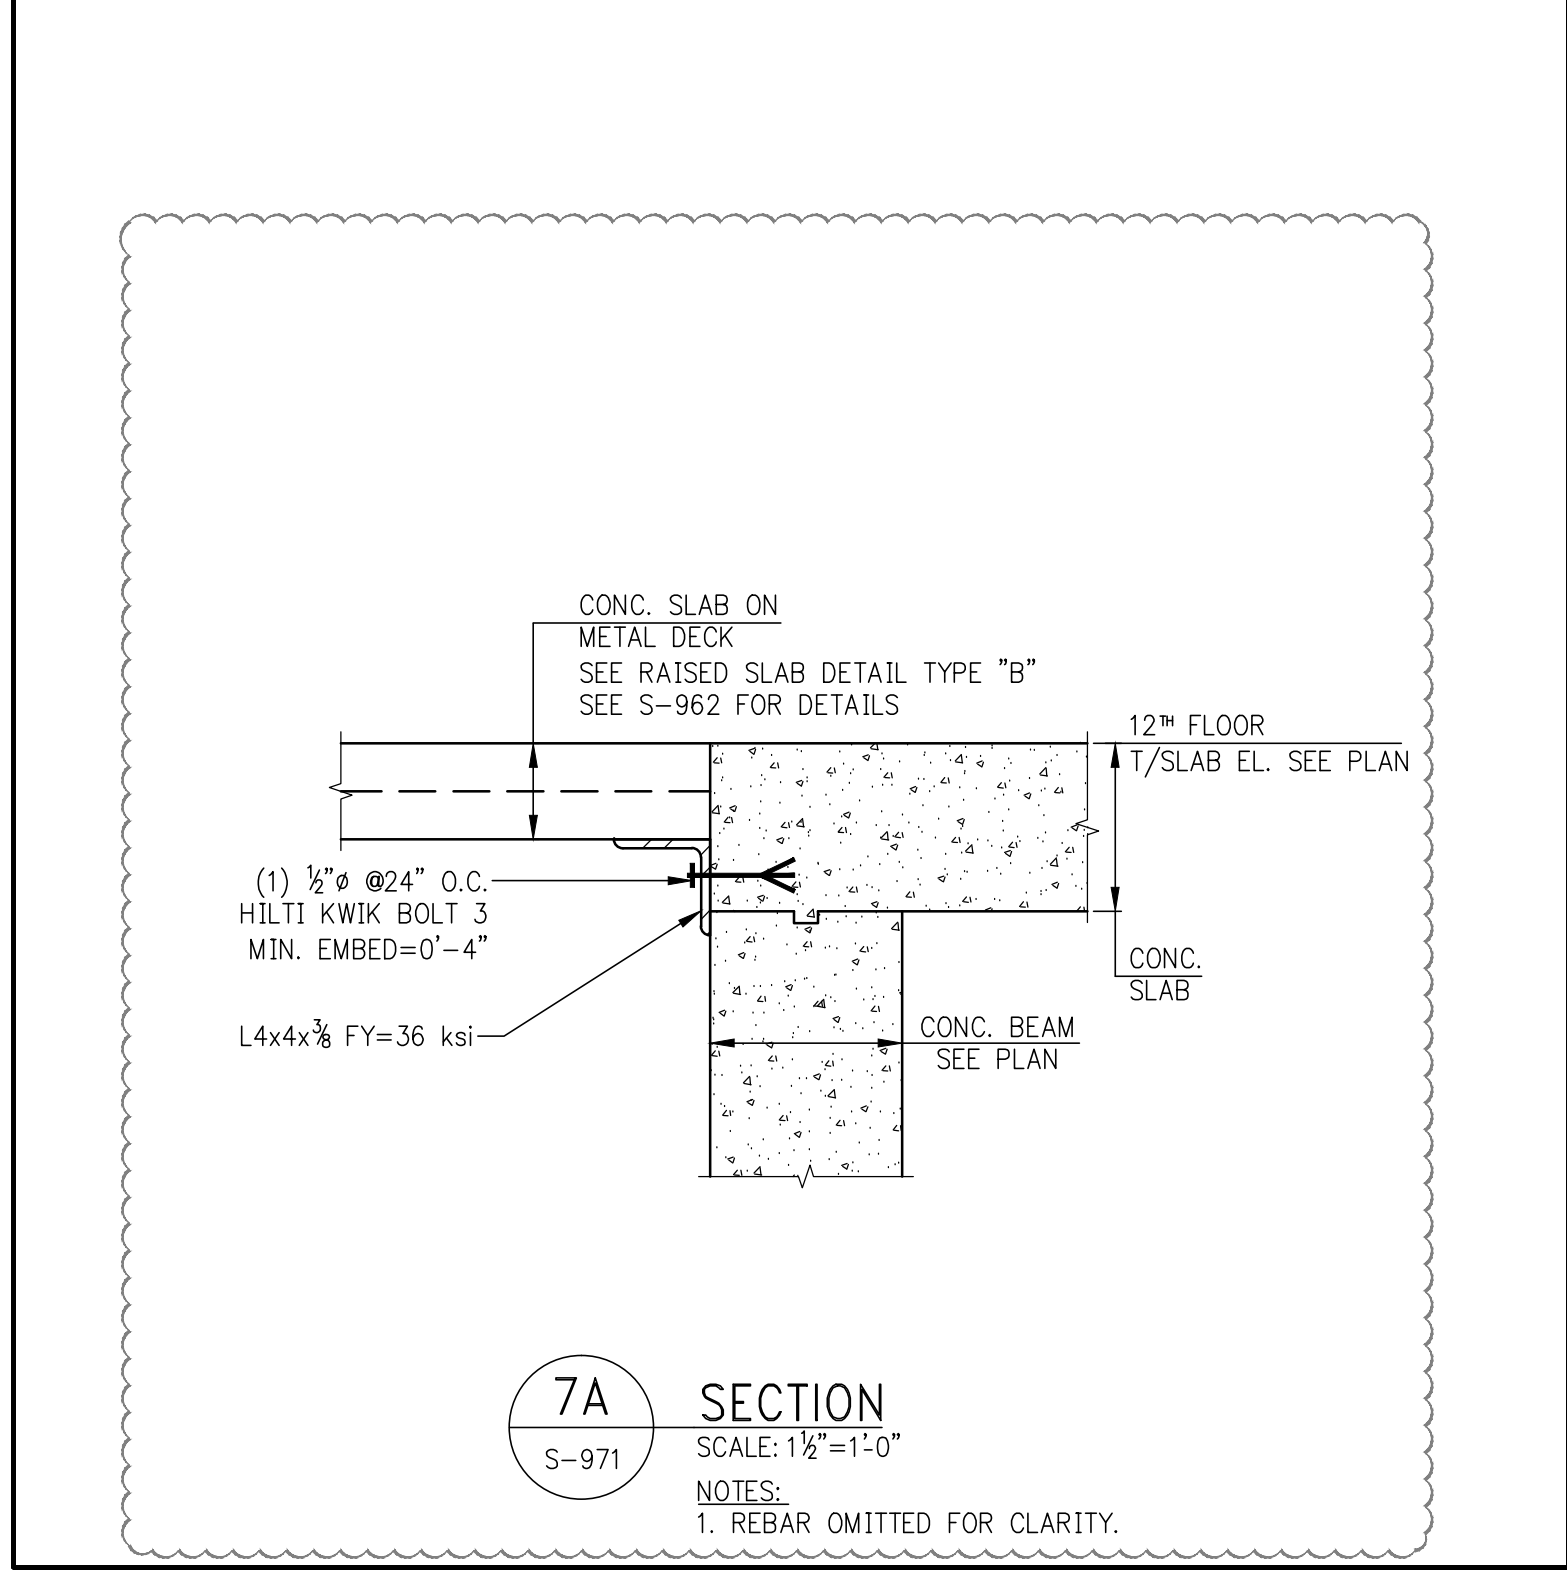 CONC. SLAB ON
METAL DECK
SEE RAISED SLAB DETAIL TYPE "B"
SEE S-962 FOR DETAILS
12TH FLOOR
T/SLAB EL. SEE PLAN
(1) ½"ø @24" O.C.
HILTI KWIK BOLT 3
MIN. EMBED=0'-4"
CONC.
SLAB
L4x4x⅜ FY=36 ksi
CONC. BEAM
SEE PLAN
7A
S-971
SECTION
SCALE: 1½"=1'-0"
NOTES:
1. REBAR OMITTED FOR CLARITY.